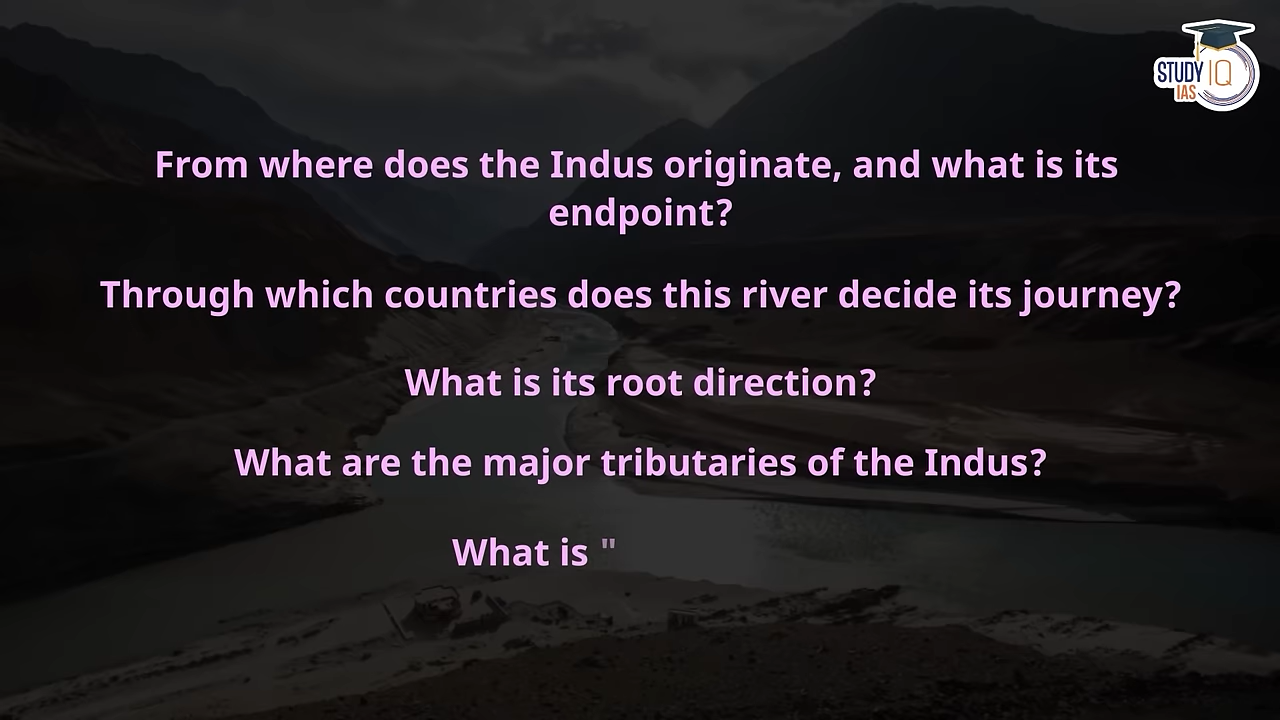 STUDY IQ
IAS
From where does the Indus originate, and what is its
endpoint?
Through which countries does this river decide its journey?
What is its root direction?
What are the major tributaries of the Indus?
What is "